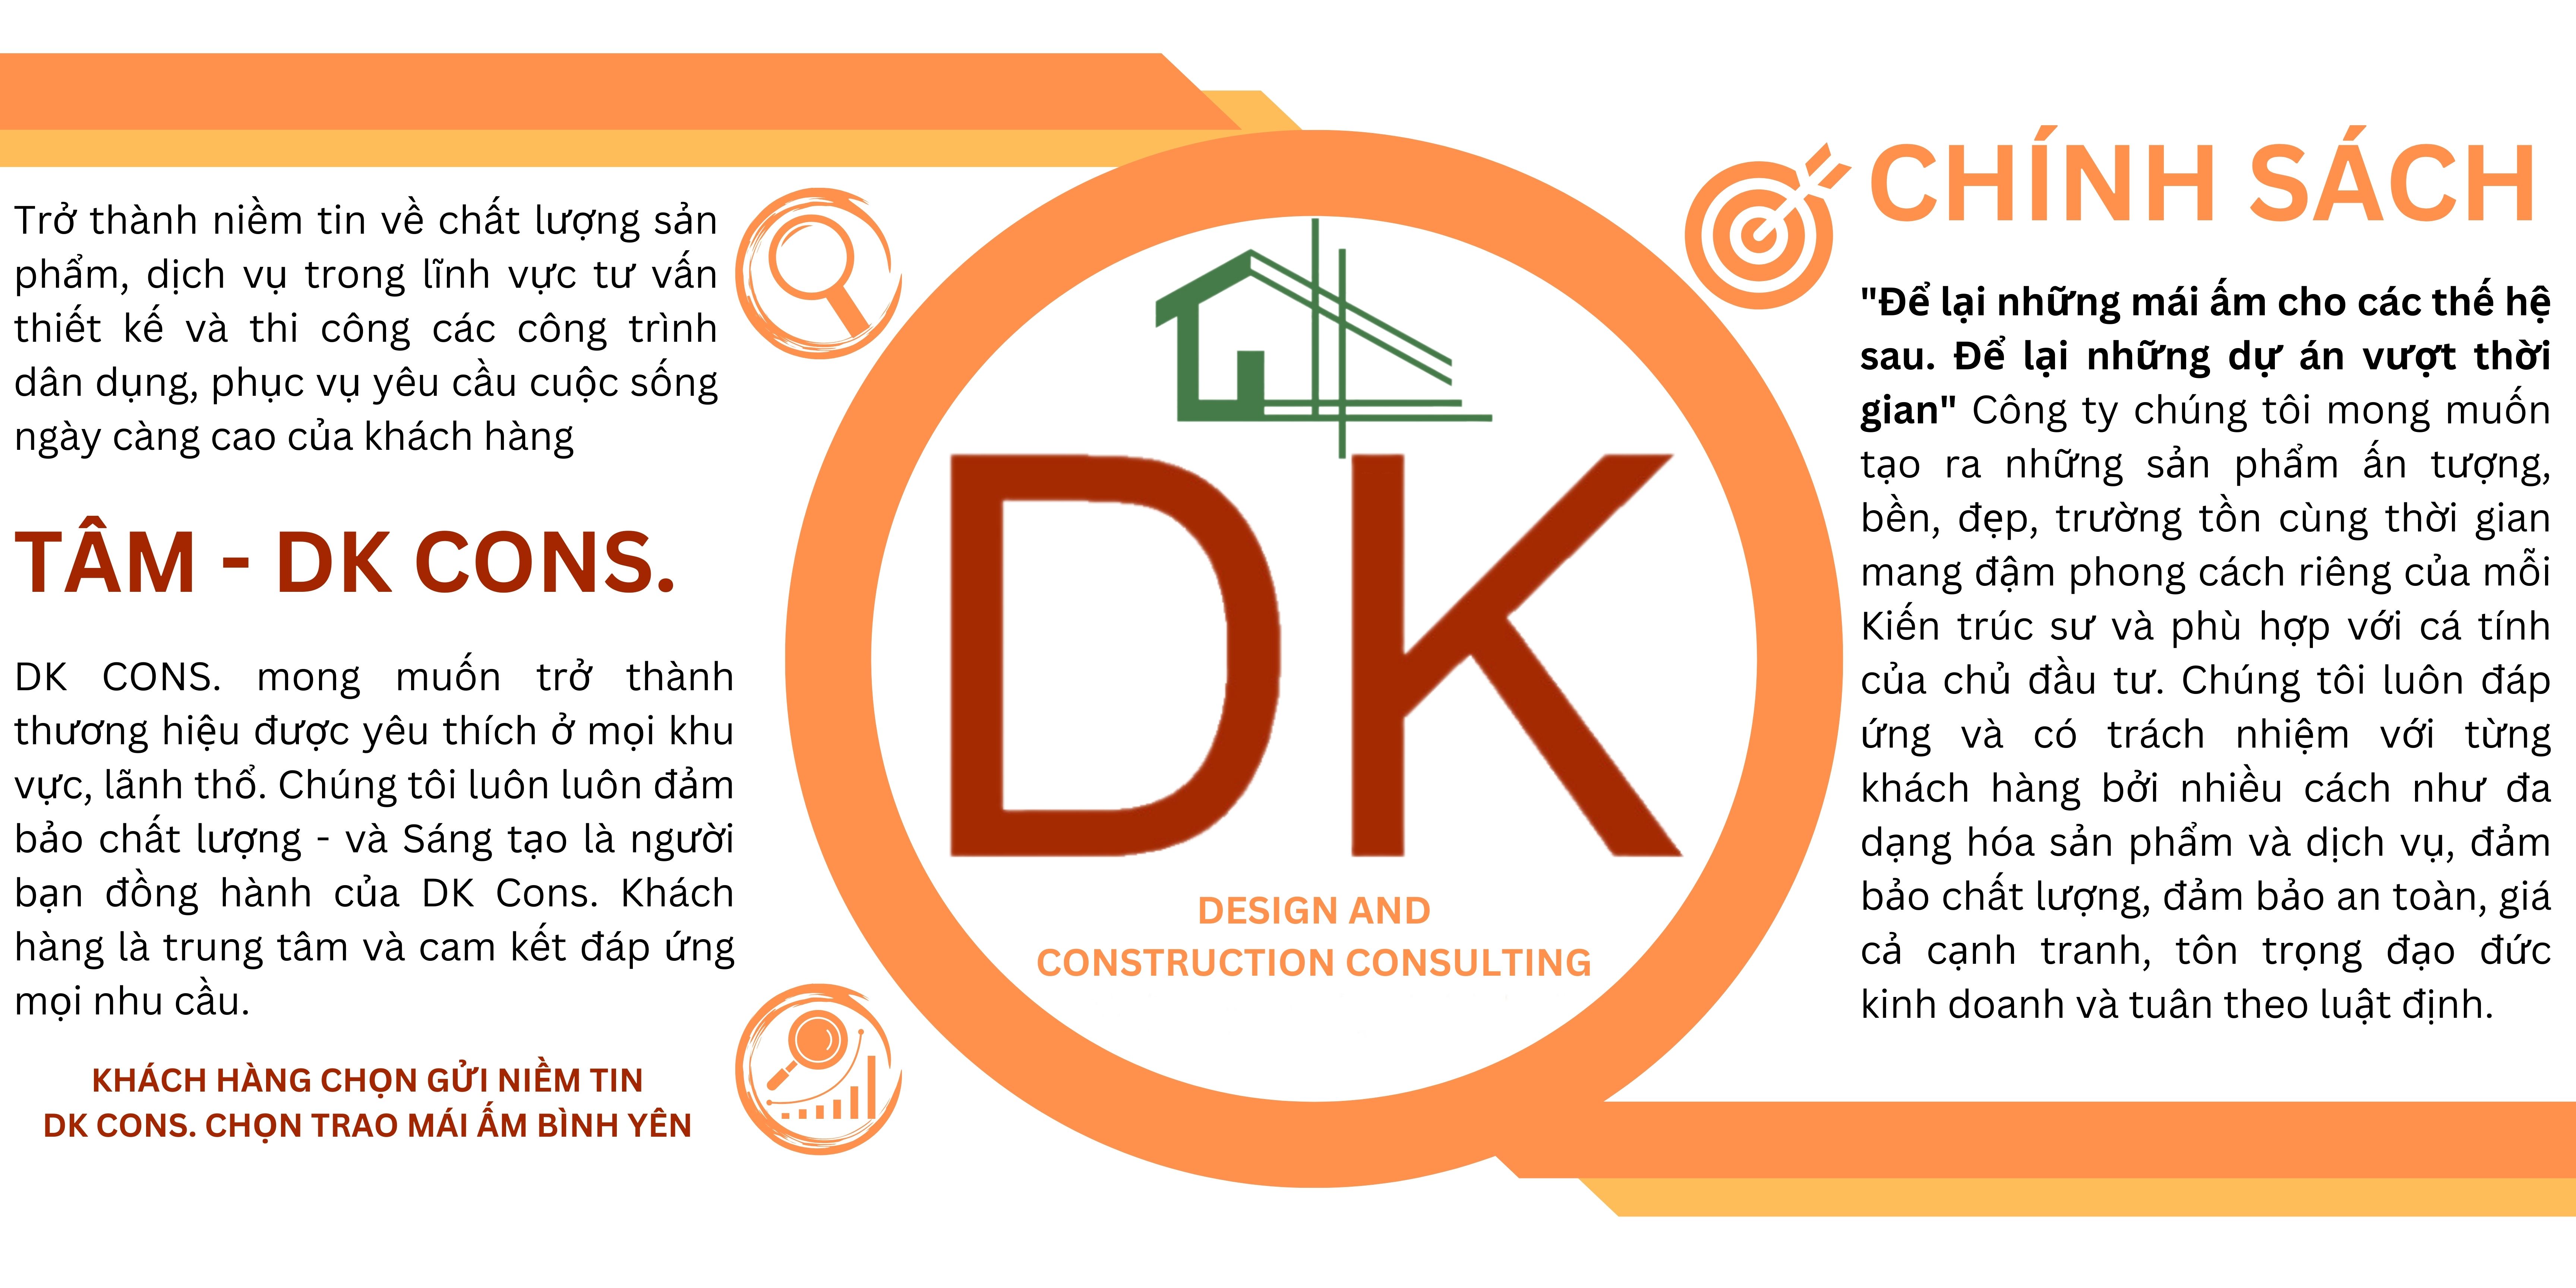 Trở thành niềm tin về chất lượng sản
phẩm, dịch vụ trong lĩnh vực tư vấn
thiết kế và thi công các công trình
dân dụng, phục vụ yêu cầu cuộc sống
ngày càng cao của khách hàng
TÂM - DK CONS.
DK CONS. mong muốn trở thành
thương hiệu được yêu thích ở mọi khu
vực, lãnh thổ. Chúng tôi luôn luôn đảm
bảo chất lượng - và Sáng tạo là người
bạn đồng hành của DK Cons. Khách
hàng là trung tâm và cam kết đáp ứng
mọi nhu cầu.
KHÁCH HÀNG CHỌN GỬI NIỀM TIN
DK CONS. CHỌN TRAO MÁI ẤM BÌNH YÊN
DK
DESIGN AND
CONSTRUCTION CONSULTING
CHÍNH SÁCH
"Để lại những mái ấm cho các thế hệ
sau. Để lại những dự án vượt thời
gian" Công ty chúng tôi mong muốn
tạo ra những sản phẩm ấn tượng,
bền, đẹp, trường tồn cùng thời gian
mang đậm phong cách riêng của mỗi
Kiến trúc sư và phù hợp với cá tính
của chủ đầu tư. Chúng tôi luôn đáp
ứng và có trách nhiệm với từng
khách hàng bởi nhiều cách như đa
dạng hóa sản phẩm và dịch vụ, đảm
bảo chất lượng, đảm bảo an toàn, giá
cả cạnh tranh, tôn trọng đạo đức
kinh doanh và tuân theo luật định.